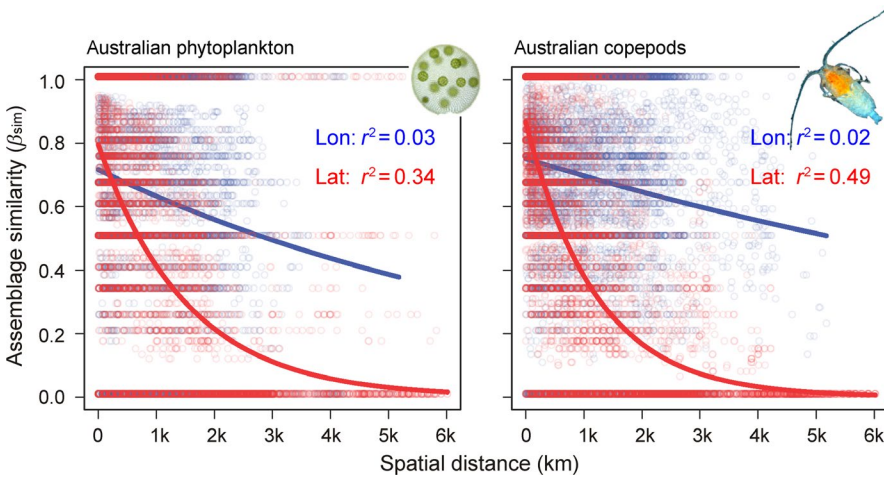 Australian phytoplankton
Australian copepods
Assemblage similarity (βsim)
1.0
0.8
0.6
0.4
0.2
0.0
Lon: r² = 0.03
Lat: r² = 0.34
Lon: r² = 0.02
Lat: r² = 0.49
0 1k 2k 3k 4k 5k 6k
0 1k 2k 3k 4k 5k 6k
Spatial distance (km)